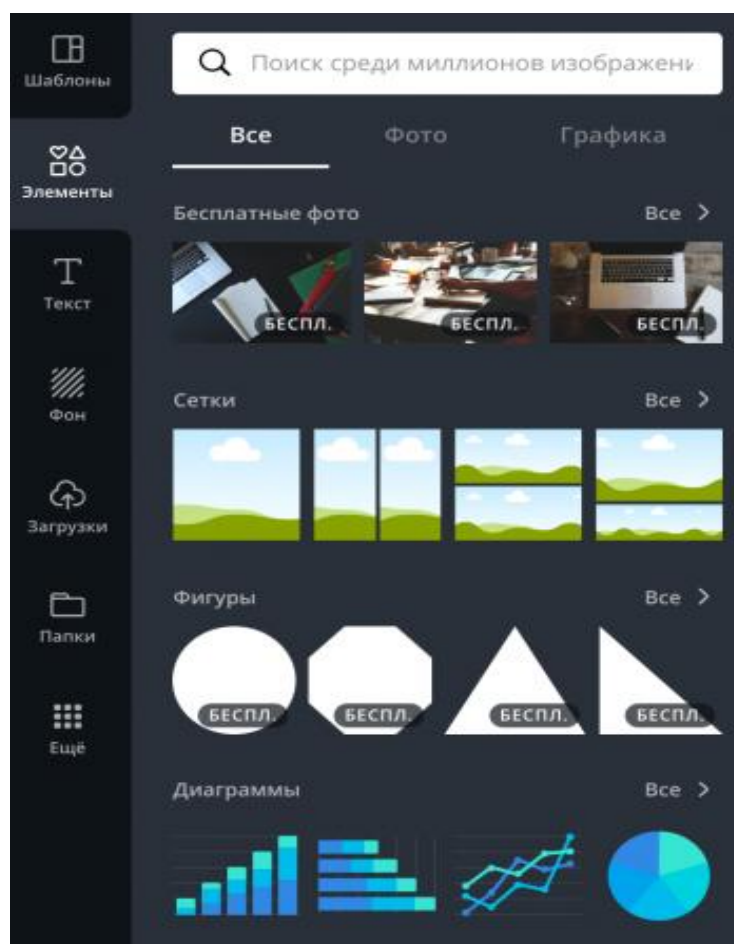 Шаблоны
Элементы
Текст
Фон
Загрузки
Папки
Ещё
Поиск среди миллионов изображени
Все Фото Графика
Бесплатные фото Все
БЕСПЛ. БЕСПЛ. БЕСПЛ.
Сетки Все
Фигуры Все
БЕСПЛ. БЕСПЛ. БЕСПЛ. БЕСПЛ.
Диаграммы Все